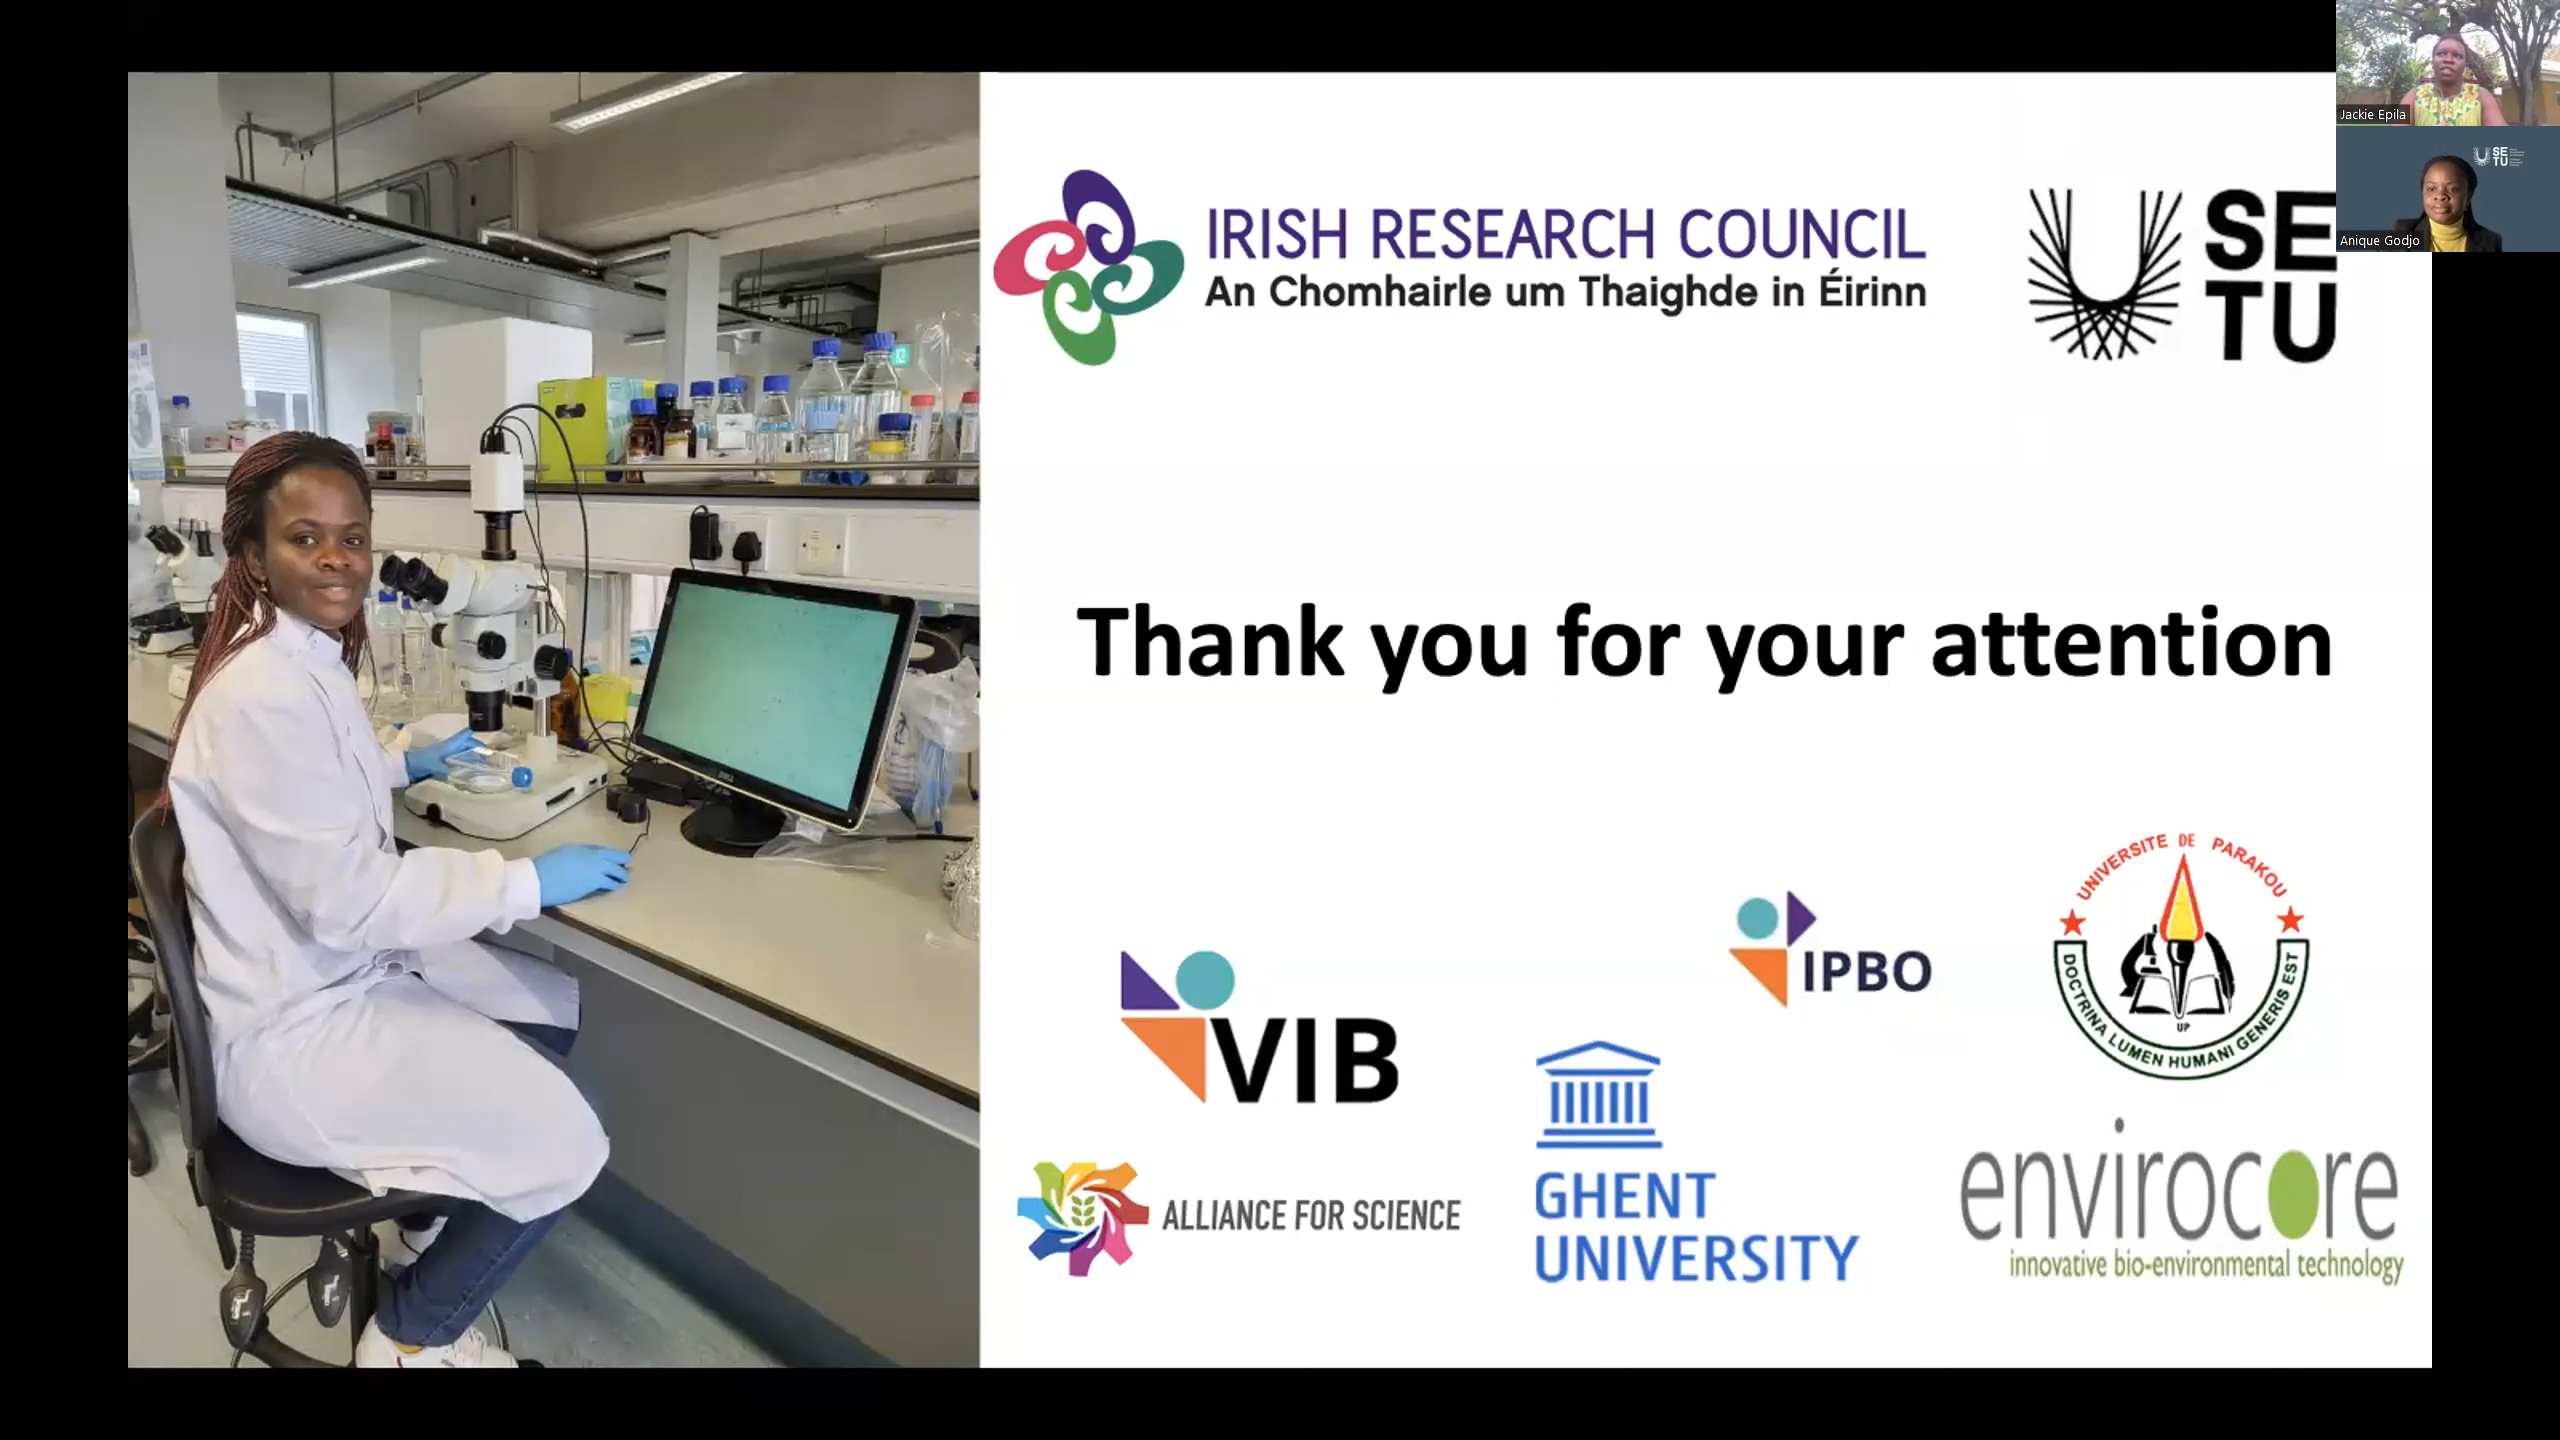 Jackie Epila
SE
TU
Anique Godjo
IRISH RESEARCH COUNCIL
An Chomhairle um Thaighde in Éirinn
SE
TU
Thank you for your attention
UNIVERSITE DE PARAKOU
UP
DOCTRINA LUMEN HUMANI GENERIS EST
IPBO
VIB
ALLIANCE FOR SCIENCE
GHENT
UNIVERSITY
envirocore
innovative bio-environmental technology